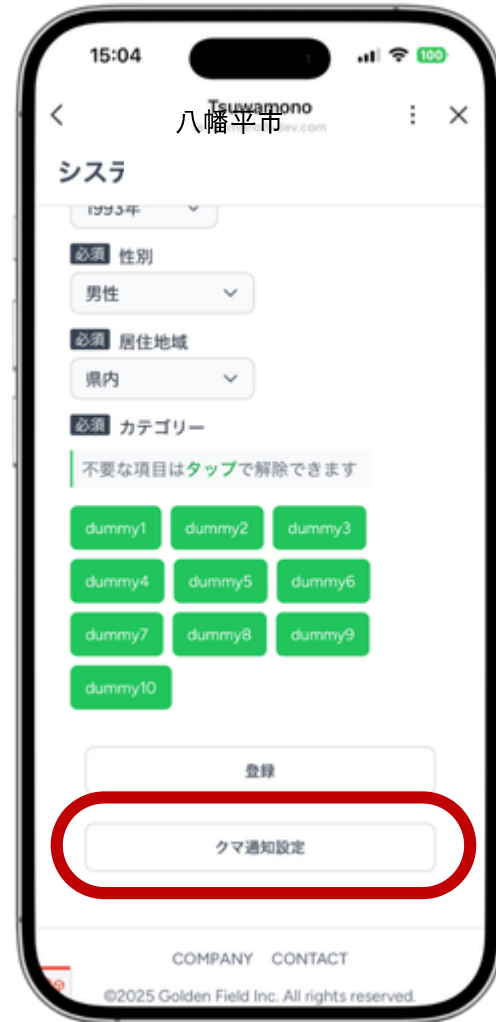 15:04
100
Tsuwamono
八幡平市
dev.com
システ
1993年
必須 性別
男性
必須 居住地域
県内
必須 カテゴリー
不要な項目はタップで解除できます
dummy1 dummy2 dummy3
dummy4 dummy5 dummy6
dummy7 dummy8 dummy9
dummy10
登録
クマ通知設定
COMPANY CONTACT
©2025 Golden Field Inc. All rights reserved.